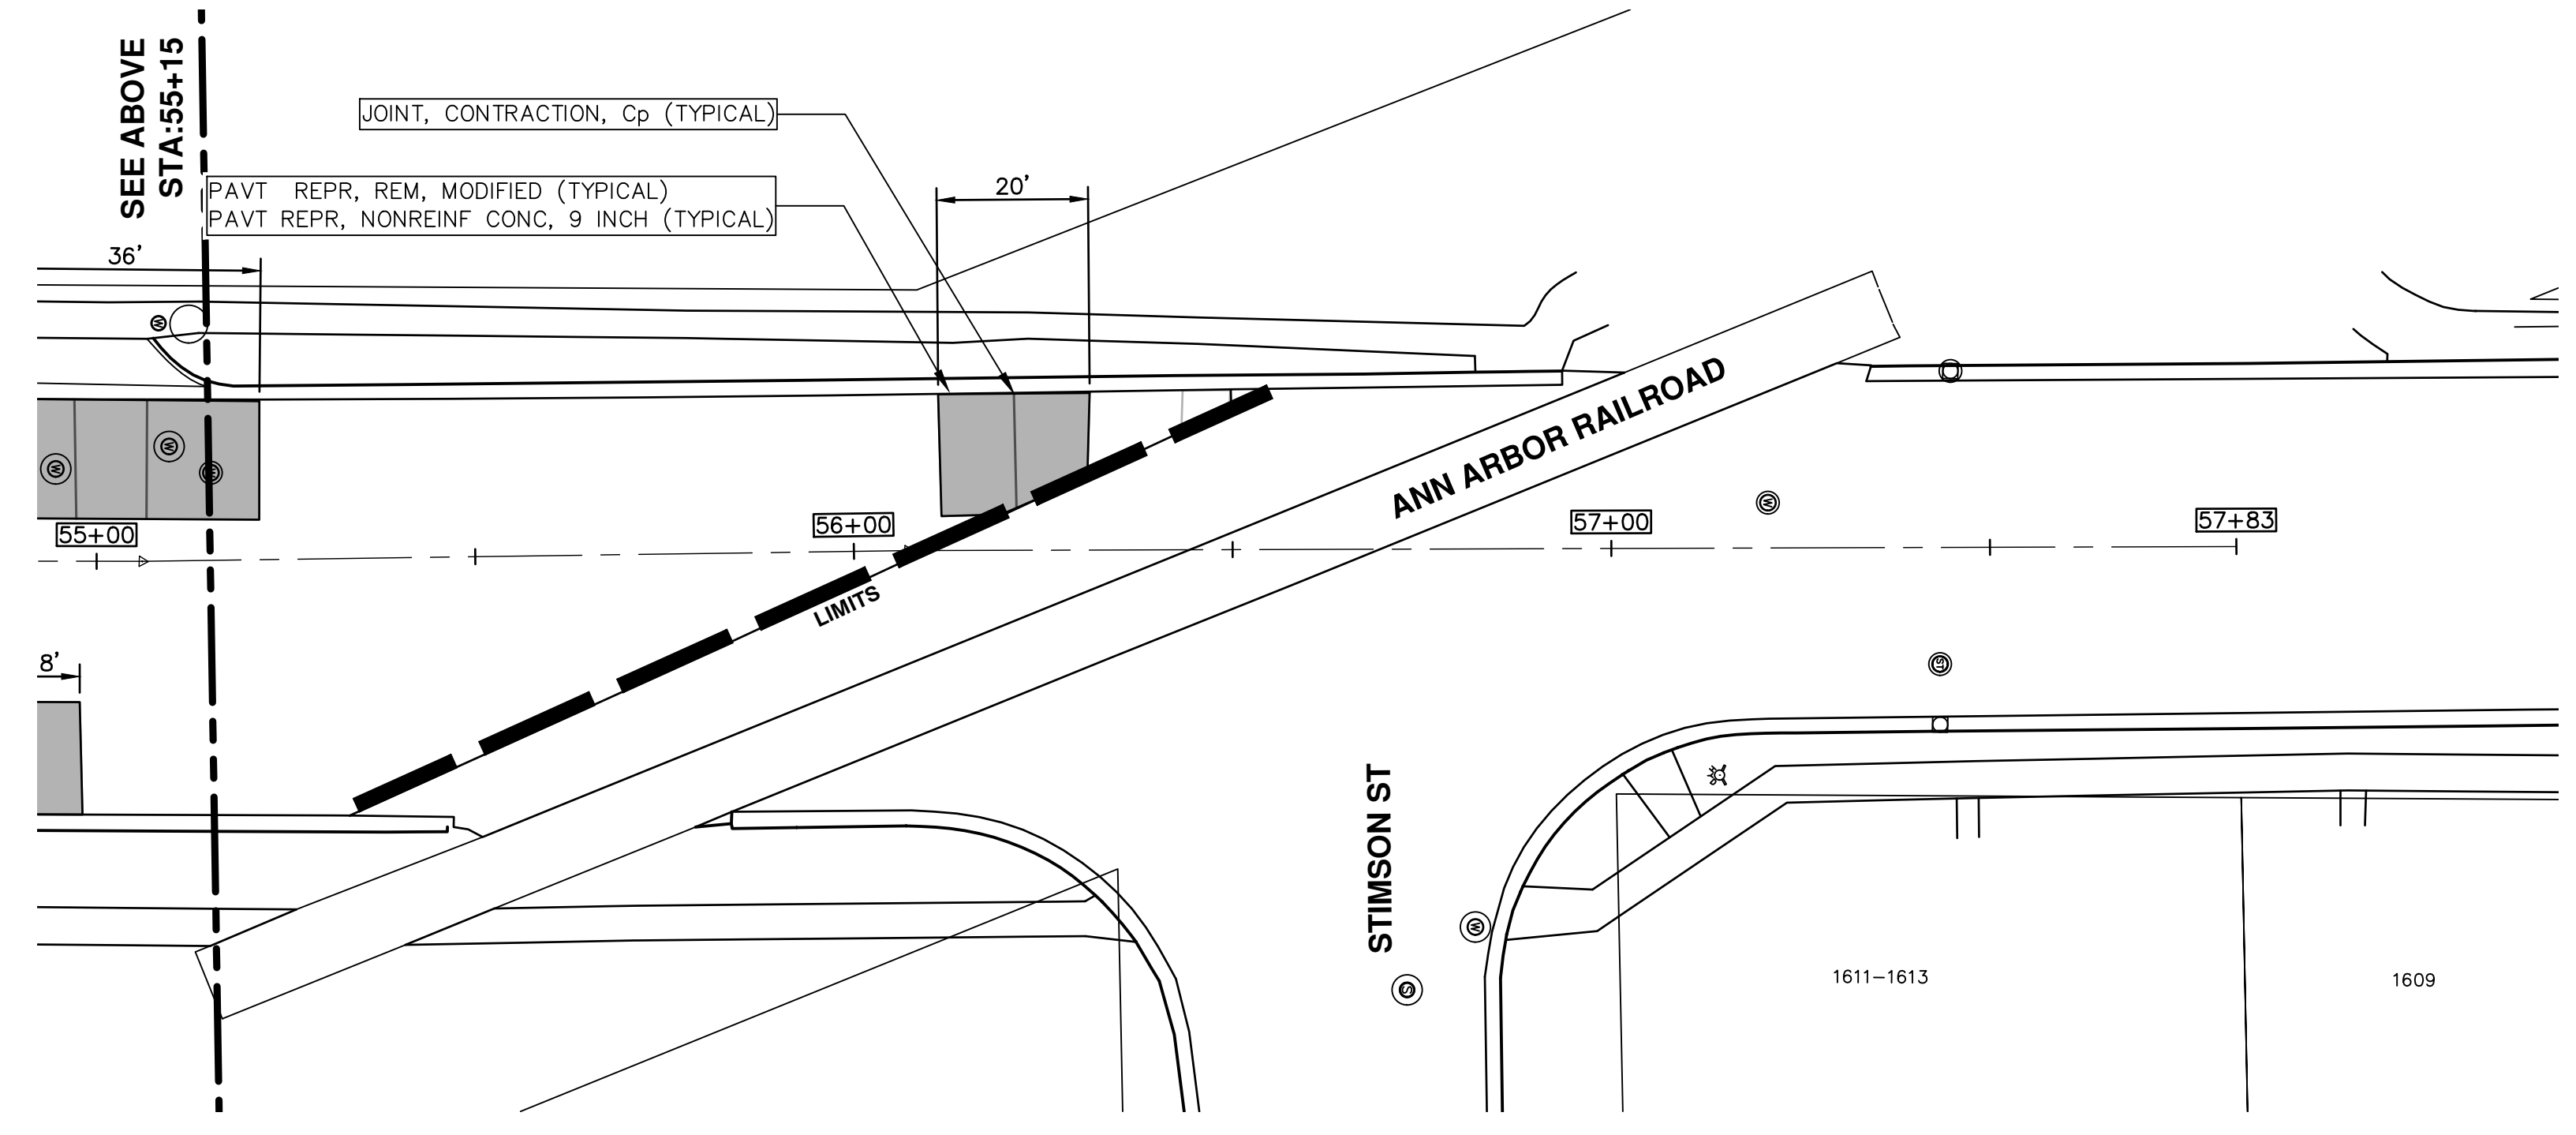 SEE ABOVE
STA:55+15
JOINT, CONTRACTION, Cp (TYPICAL)
PAVT REPR, REM, MODIFIED (TYPICAL)
PAVT REPR, NONREINF CONC, 9 INCH (TYPICAL)
20'
36'
W
W
W
W
55+00
56+00
57+00
57+83
W
ANN ARBOR RAILROAD
LIMITS
8'
ST
STIMSON ST
W
S
1611-1613
1609